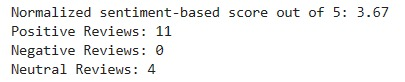 Normalized sentiment-based score out of 5: 3.67
Positive Reviews: 11
Negative Reviews: 0
Neutral Reviews: 4